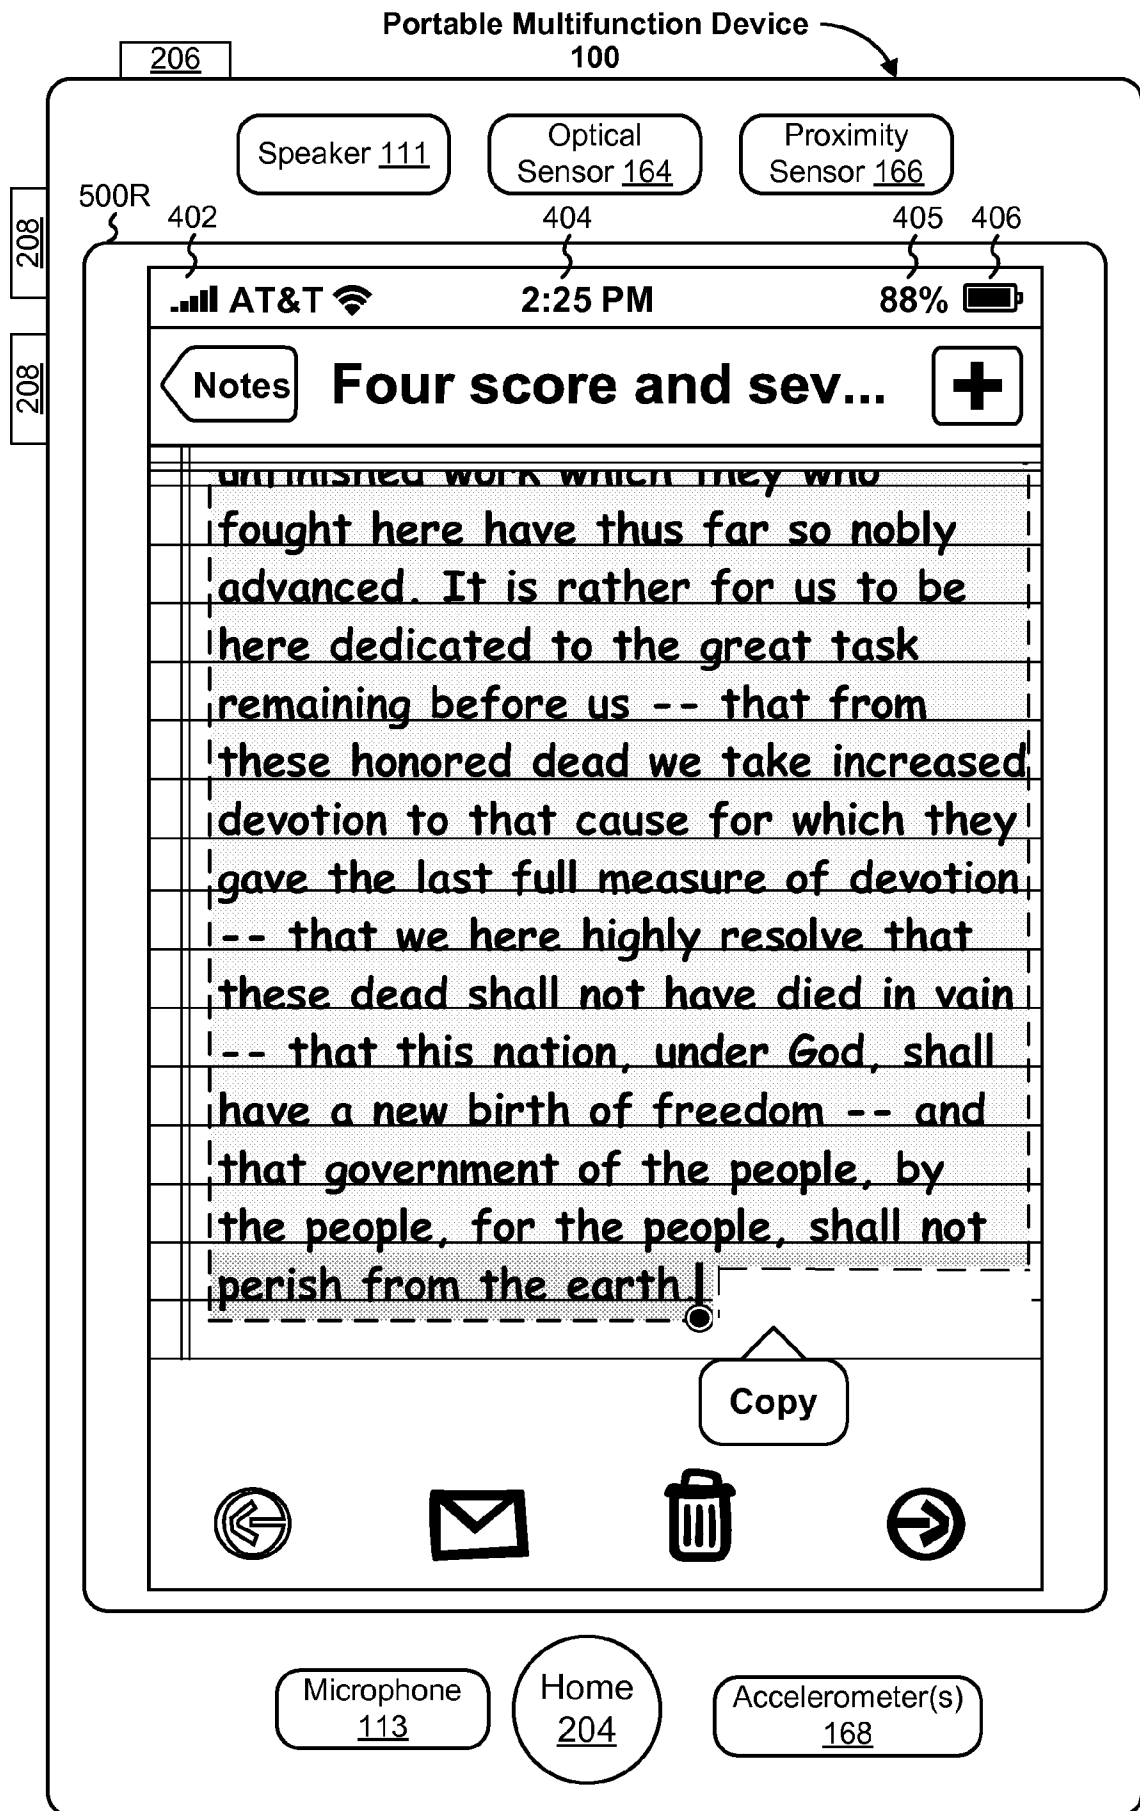 Portable Multifunction Device
100
206
Speaker 111
Optical
Sensor 164
Proximity
Sensor 166
500R
402
404
405
406
208
208
AT&T
2:25 PM
88%
Notes
Four score and sev...
unfinished work which they who
fought here have thus far so nobly
advanced. It is rather for us to be
here dedicated to the great task
remaining before us -- that from
these honored dead we take increased
devotion to that cause for which they
gave the last full measure of devotion
-- that we here highly resolve that
these dead shall not have died in vain
-- that this nation, under God, shall
have a new birth of freedom -- and
that government of the people, by
the people, for the people, shall not
perish from the earth.
Copy
Microphone
113
Home
204
Accelerometer(s)
168